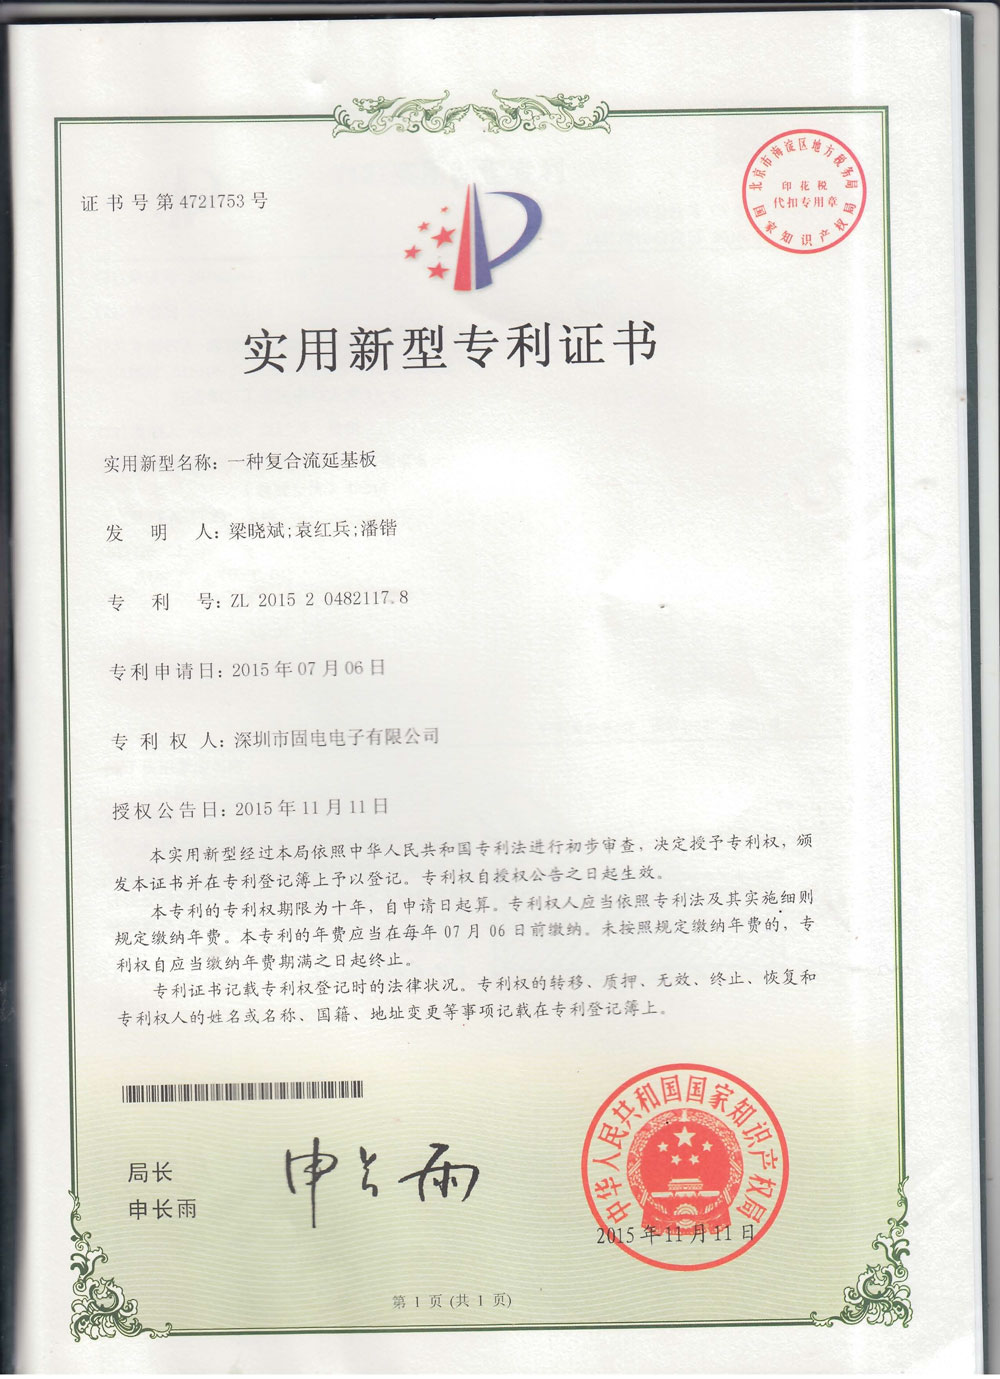 证书号第4721753号
北京市海淀区地方税务局
印花税
代扣专用章
国家知识产权局
实用新型专利证书
实用新型名称：一种复合流延基板
发明人：梁晓斌;袁红兵;潘锴
专利号：ZL 2015 2 0482117.8
专利申请日：2015年07月06日
专利权人：深圳市固电电子有限公司
授权公告日：2015年11月11日
本实用新型经过本局依照中华人民共和国专利法进行初步审查，决定授予专利权，颁
发本证书并在专利登记簿上予以登记。专利权自授权公告之日起生效。
本专利的专利权期限为十年，自申请日起算。专利权人应当依照专利法及其实施细则
规定缴纳年费。本专利的年费应当在每年07月06日前缴纳。未按照规定缴纳年费的，专
利权自应当缴纳年费期满之日起终止。
专利证书记载专利权登记时的法律状况。专利权的转移、质押、无效、终止、恢复和
专利权人的姓名或名称、国籍、地址变更等事项记载在专利登记簿上。
局长
申长雨
申长雨
中华人民共和国国家知识产权局
2015年11月11日
第1页(共1页)